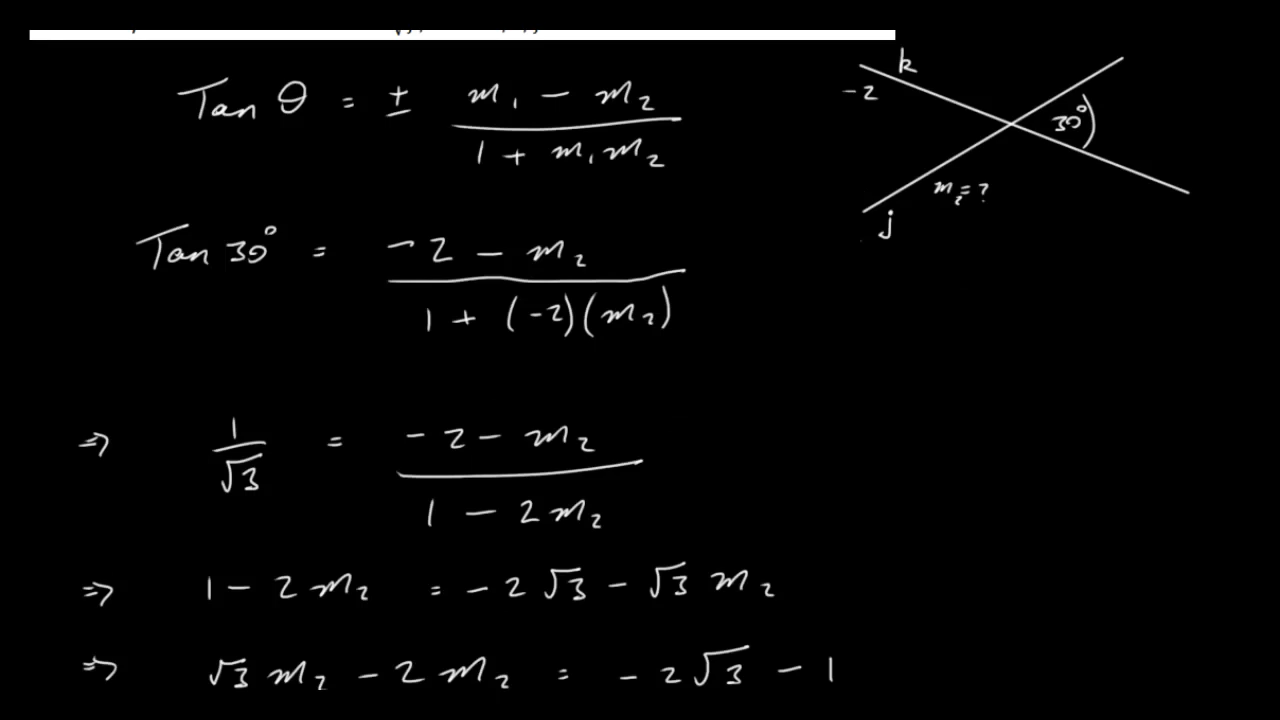 Tan θ = ± m₁ - m₂ / 1 + m₁m₂
k
-2
30°
m₂ = ?
j
Tan 30° = -2 - m₂ / 1 + (-2)(m₂)
⇒ 1/√3 = -2 - m₂ / 1 - 2m₂
⇒ 1 - 2m₂ = -2√3 - √3 m₂
⇒ √3 m₂ - 2m₂ = -2√3 - 1